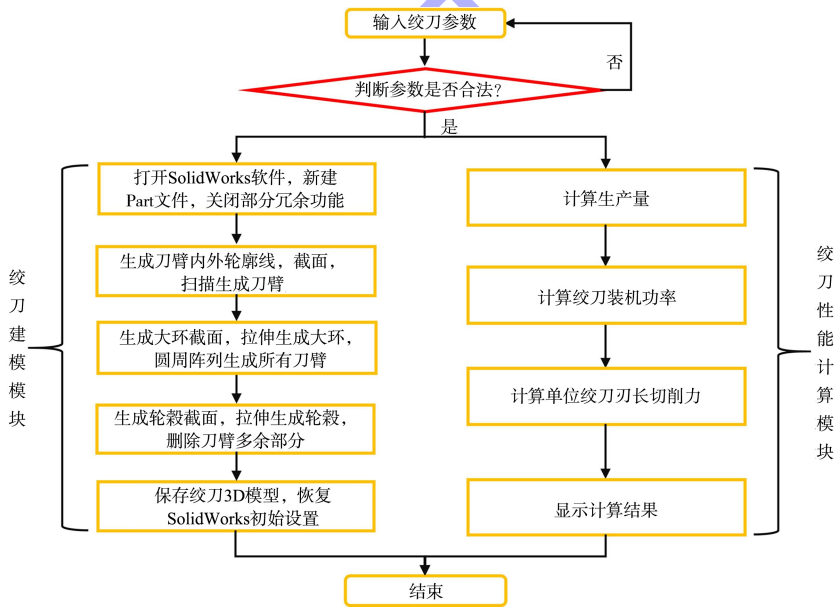 输入绞刀参数
否
判断参数是否合法？
是
绞刀建模模块
打开SolidWorks软件，新建
Part文件，关闭部分冗余功能
生成刀臂内外轮廓线，截面，
扫描生成刀臂
生成大环截面，拉伸生成大环，
圆周阵列生成所有刀臂
生成轮毂截面，拉伸生成轮毂，
删除刀臂多余部分
保存绞刀3D模型，恢复
SolidWorks初始设置
计算生产量
计算绞刀装机功率
计算单位绞刀刃长切削力
显示计算结果
绞刀性能计算模块
结束